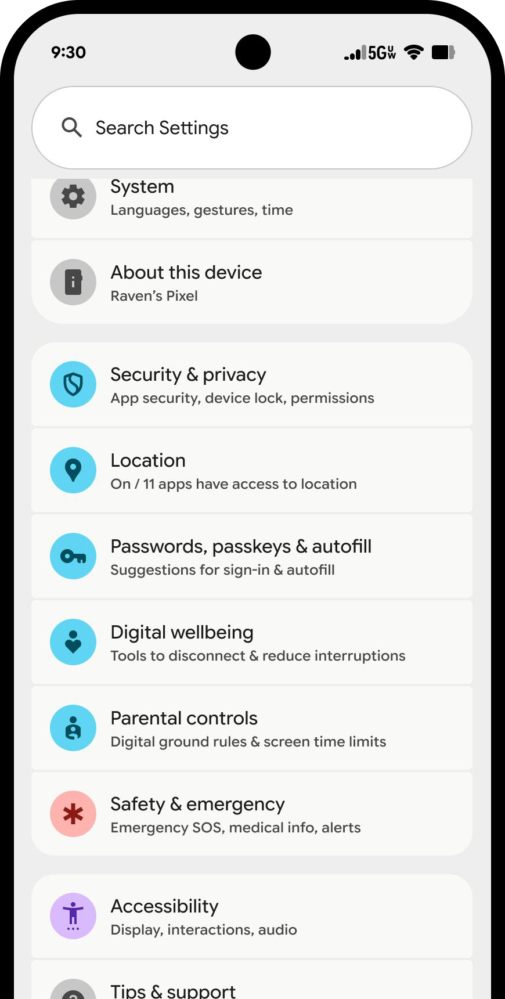 9:30
5G UW
Search Settings
System
Languages, gestures, time
About this device
Raven’s Pixel
Security & privacy
App security, device lock, permissions
Location
On / 11 apps have access to location
Passwords, passkeys & autofill
Suggestions for sign-in & autofill
Digital wellbeing
Tools to disconnect & reduce interruptions
Parental controls
Digital ground rules & screen time limits
Safety & emergency
Emergency SOS, medical info, alerts
Accessibility
Display, interactions, audio
Tips & support